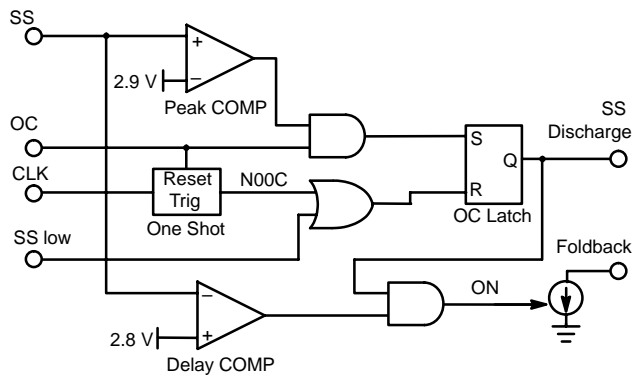 SS
+
2.9 V
−
Peak COMP
SS
Discharge
OC
S
Q
CLK
Reset
Trig
N00C
R
One Shot
OC Latch
SS low
Foldback
−
ON
2.8 V
+
Delay COMP